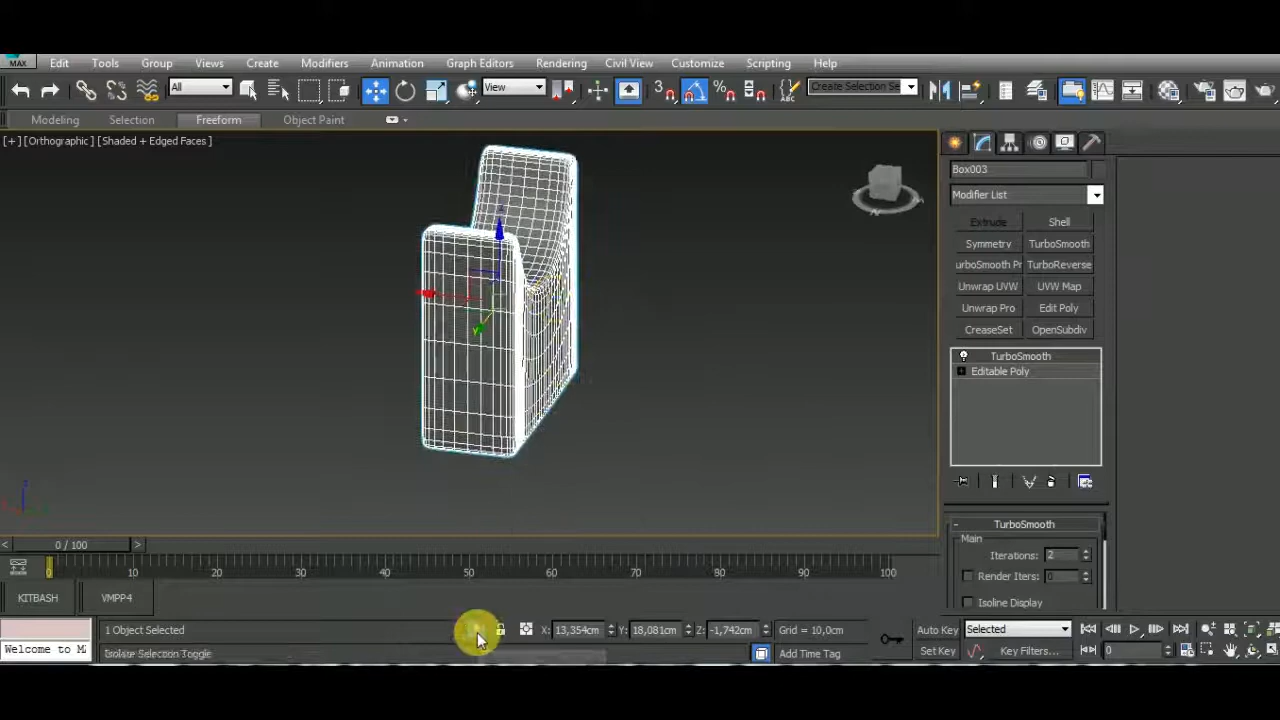 MAX
Edit Tools Group Views Create Modifiers Animation Graph Editors Rendering Civil View Customize Scripting Help
All View 3 % ABC Create Selection Se
Modeling Selection Freeform Object Paint
[+] [Orthographic] [Shaded + Edged Faces]
Box003
Modifier List
Extrude Shell
Symmetry TurboSmooth
urboSmooth Pr TurboReverse
Unwrap UVW UVW Map
Unwrap Pro Edit Poly
CreaseSet OpenSubdiv
TurboSmooth
Editable Poly
- TurboSmooth
Main
Iterations: 2
Render Iters: 0
Isoline Display
< 0 / 100 >
0 10 20 30 40 50 60 70 80 90 100
KITBASH VMPP4
1 Object Selected X: 13,354cm Y: 18,081cm Z: -1,742cm Grid = 10,0cm Auto Key Selected
Welcome to M Isolate Selection Toggle Add Time Tag Set Key Key Filters... 0